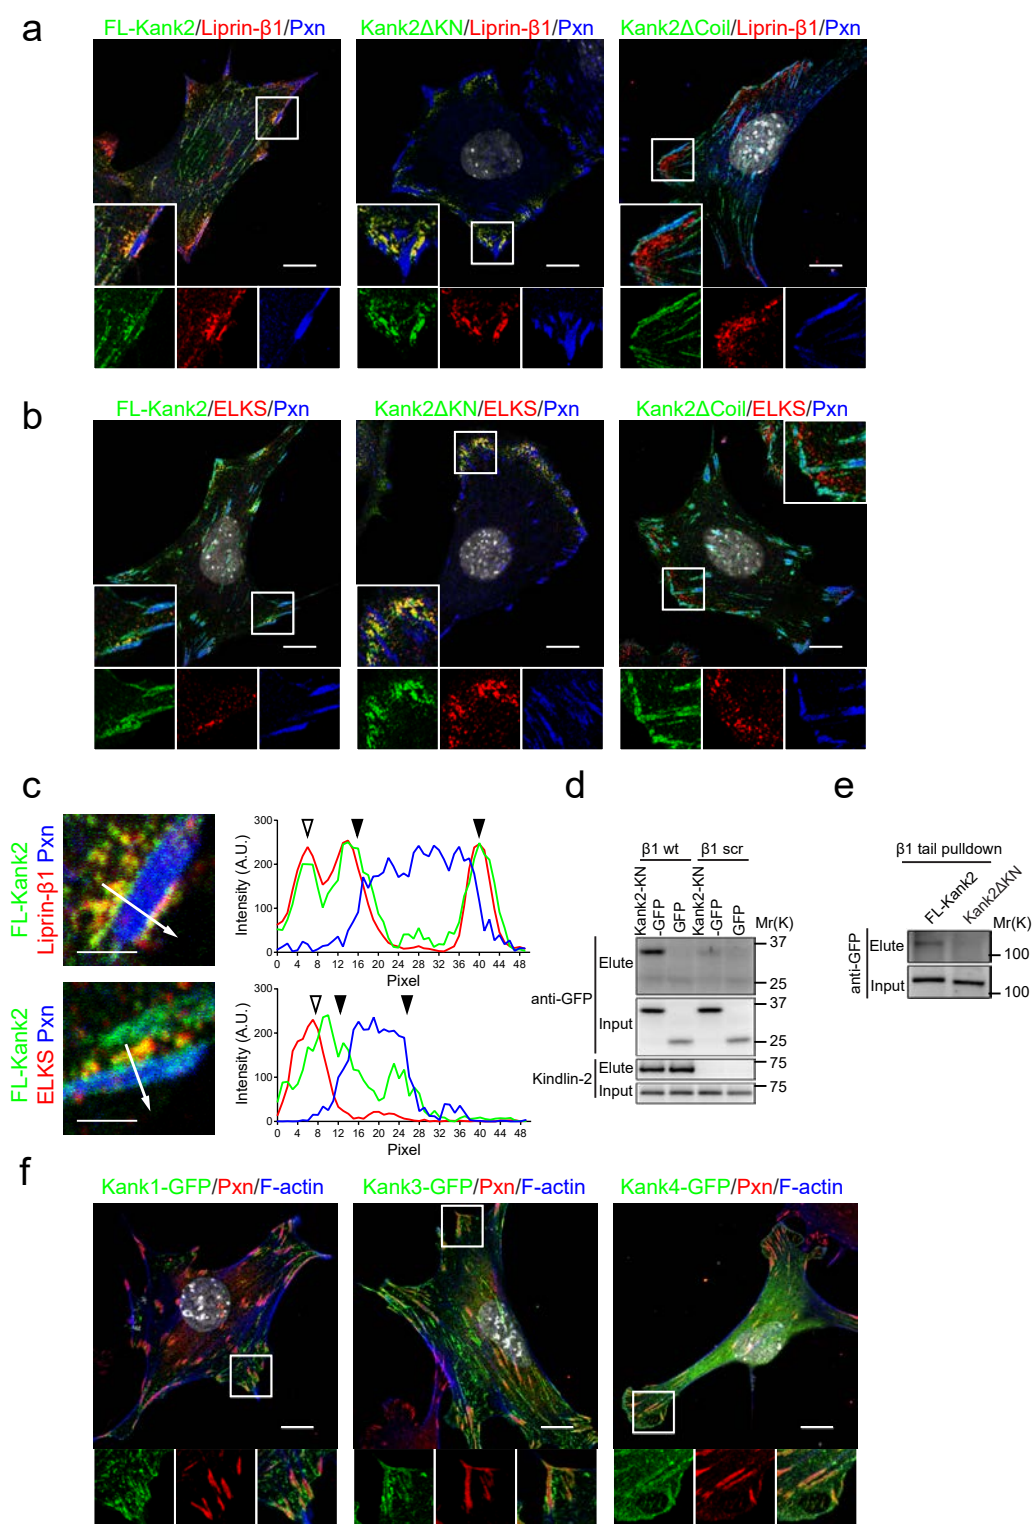 a
FL-Kank2/Liprin-β1/Pxn
Kank2ΔKN/Liprin-β1/Pxn
Kank2ΔCoil/Liprin-β1/Pxn
b
FL-Kank2/ELKS/Pxn
Kank2ΔKN/ELKS/Pxn
Kank2ΔCoil/ELKS/Pxn
c
FL-Kank2
Liprin-β1 Pxn
Intensity (A.U.)
300
200
100
0
0 4 8 12 16 20 24 28 32 36 40 44 48
Pixel
FL-Kank2
ELKS Pxn
Intensity (A.U.)
300
200
100
0
0 4 8 12 16 20 24 28 32 36 40 44 48
Pixel
d
β1 wt
β1 scr
Kank2-KN
-GFP
GFP
Kank2-KN
-GFP
GFP
Mr(K)
anti-GFP
Elute
37
25
Input
37
25
Kindlin-2
Elute
75
Input
75
e
β1 tail pulldown
FL-Kank2
Kank2ΔKN
Mr(K)
anti-GFP
Elute
100
Input
100
f
Kank1-GFP/Pxn/F-actin
Kank3-GFP/Pxn/F-actin
Kank4-GFP/Pxn/F-actin